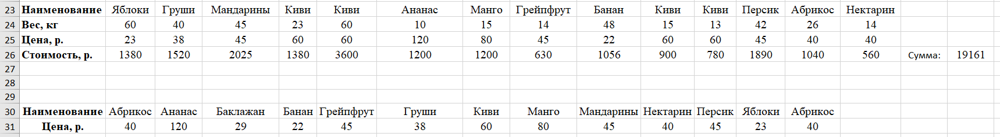 23 Наименование Яблоки Груши Мандарины Киви Киви Ананас Манго Грейпфрут Банан Киви Киви Персик Абрикос Нектарин
24 Вес, кг 60 40 45 23 60 10 15 14 48 15 13 42 26 14
25 Цена, р. 23 38 45 60 60 120 80 45 22 60 60 45 40 40
26 Стоимость, р. 1380 1520 2025 1380 3600 1200 1200 630 1056 900 780 1890 1040 560 Сумма: 19161
27
28
29
30 Наименование Абрикос Ананас Баклажан Банан Грейпфрут Груши Киви Манго Мандарины Нектарин Персик Яблоки Абрикос
31 Цена, р. 40 120 29 22 45 38 60 80 45 40 45 23 40